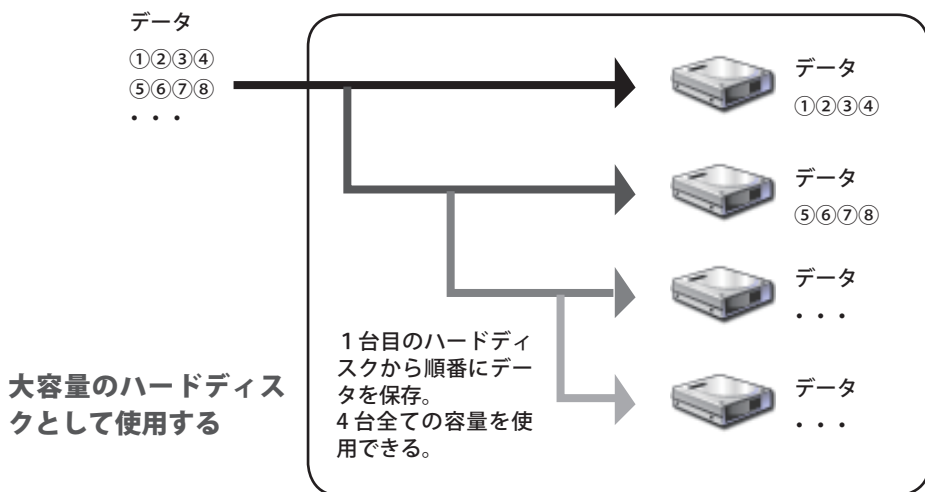 データ
①②③④
⑤⑥⑦⑧
・・・
データ
①②③④
データ
⑤⑥⑦⑧
データ
・・・
データ
・・・
１台目のハードディ
スクから順番にデー
タを保存。
4 台全ての容量を使
用できる。
大容量のハードディス
クとして使用する